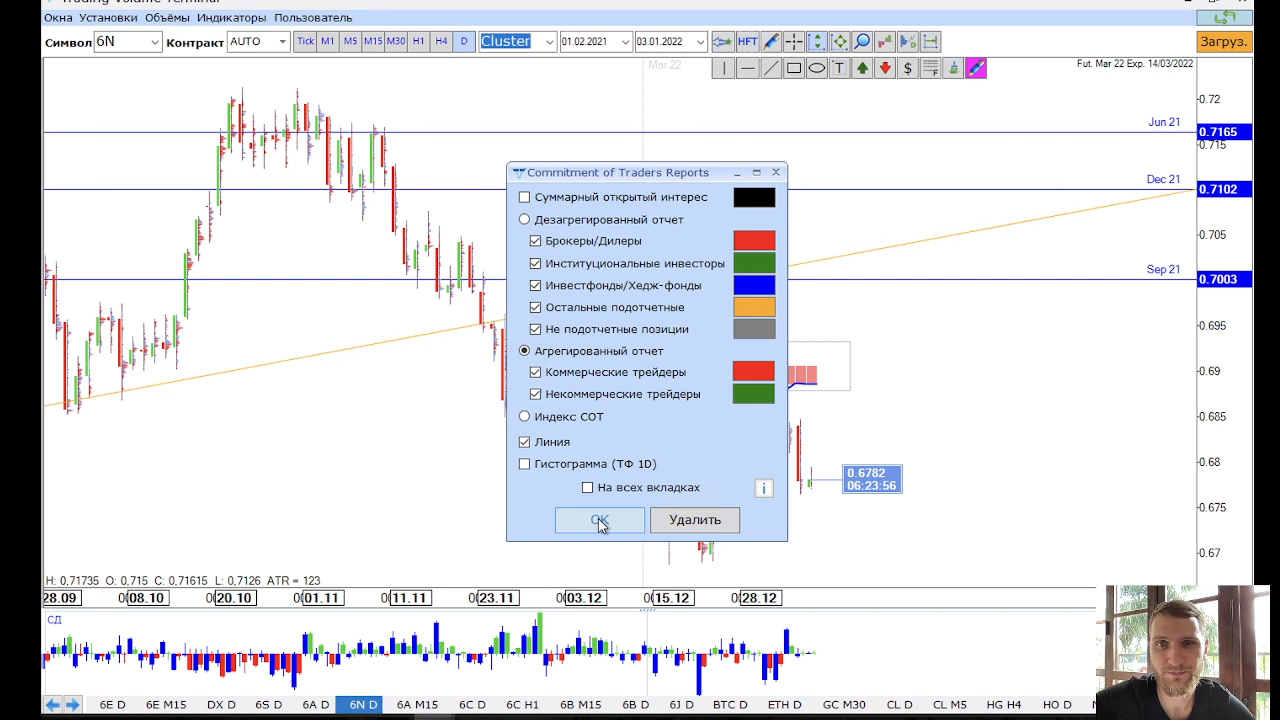 Trading Volume Terminal
Окна Установки Объёмы Индикаторы Пользователь
Символ 6N Контракт AUTO Tick M1 M5 M15 M30 H1 H4 D Cluster 01.02.2021 03.01.2022 HFT Загруз.
Mar 22
T $ F
Fut. Mar 22 Exp. 14/03/2022
0.72
Jun 21 0.7165
0.715
Dec 21 0.7102
0.705
Sep 21 0.7003
0.695
0.69
0.685
0.68
0.675
0.67
Commitment of Traders Reports
Суммарный открытый интерес
Дезагрегированный отчет
Брокеры/Дилеры
Институциональные инвесторы
Инвестфонды/Хедж-фонды
Остальные подотчетные
Не подотчетные позиции
Агрегированный отчет
Коммерческие трейдеры
Некоммерческие трейдеры
Индекс СОТ
Линия
Гистограмма (ТФ 1D)
На всех вкладках
i
OK Удалить
0.6782
06:23:56
H: 0,71735 O: 0,715 C: 0,71615 L: 0,7126 ATR = 123
28.09 08.10 20.10 01.11 11.11 23.11 03.12 15.12 28.12
СД
6E D 6E M15 DX D 6S D 6A D 6N D 6A M15 6C D 6C H1 6B M15 6B D 6J D BTC D ETH D GC M30 CL D CL M5 HG H4 HO D